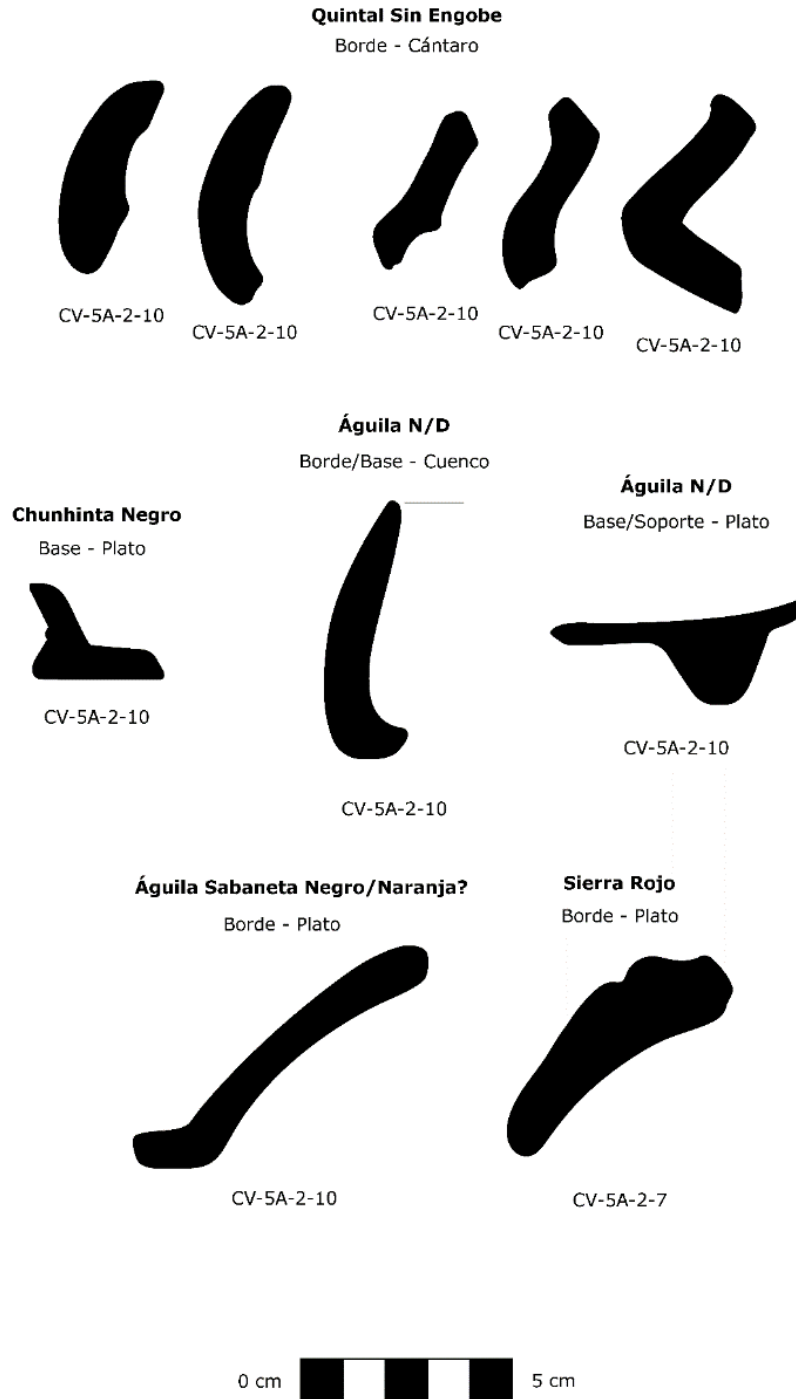 Quintal Sin Engobe
Borde - Cántaro
CV-5A-2-10
CV-5A-2-10
CV-5A-2-10
CV-5A-2-10
CV-5A-2-10
Águila N/D
Borde/Base - Cuenco
Chunhinta Negro
Base - Plato
Águila N/D
Base/Soporte - Plato
CV-5A-2-10
CV-5A-2-10
CV-5A-2-10
Águila Sabaneta Negro/Naranja?
Borde - Plato
Sierra Rojo
Borde - Plato
CV-5A-2-10
CV-5A-2-7
0 cm
5 cm